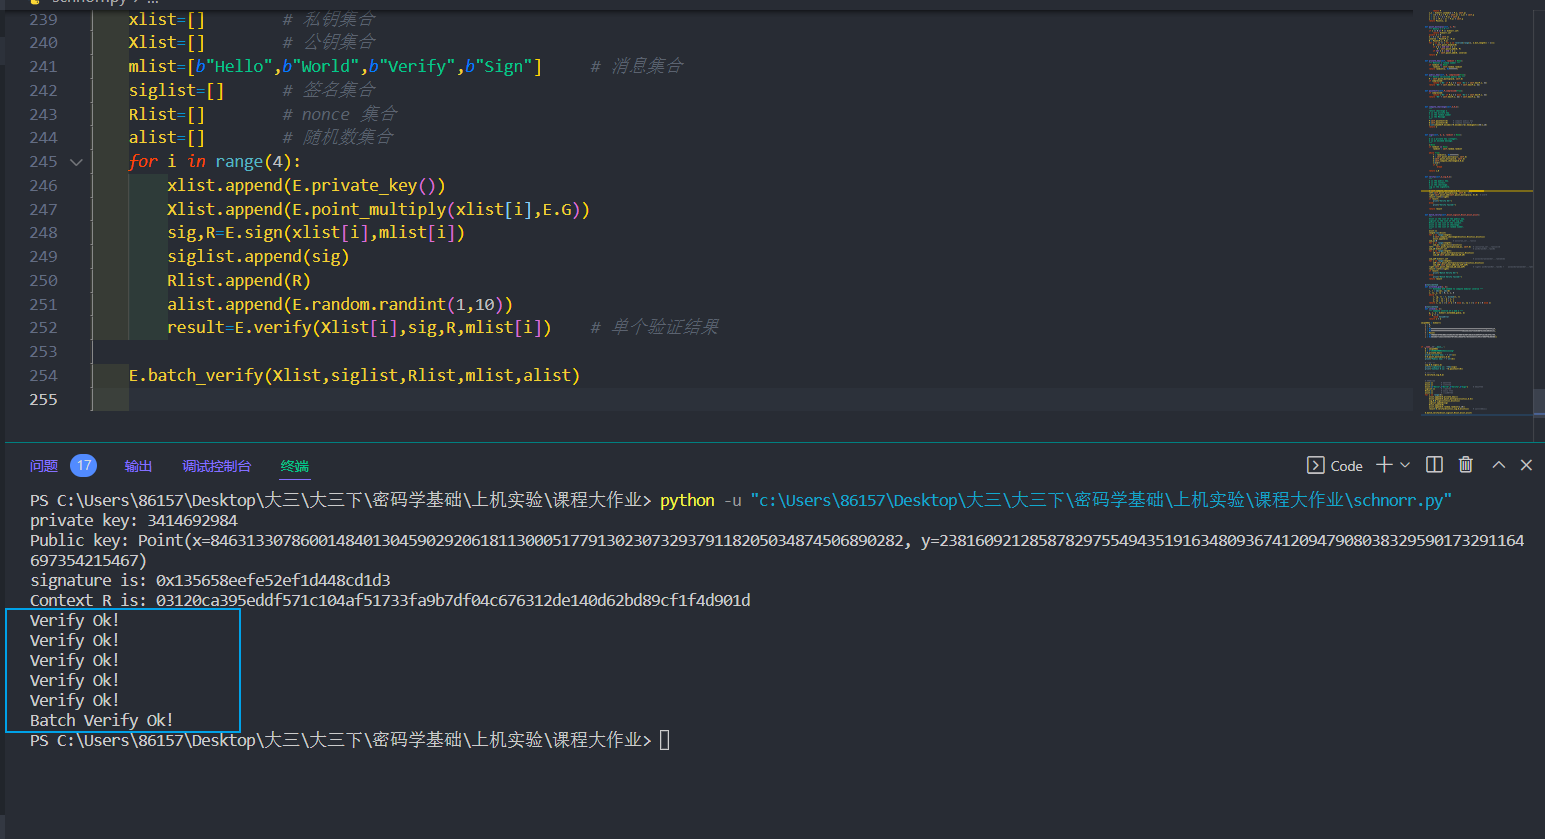 239 xlist=[] # 私钥集合
240 Xlist=[] # 公钥集合
241 mlist=[b"Hello",b"World",b"Verify",b"Sign"] # 消息集合
242 siglist=[] # 签名集合
243 Rlist=[] # nonce 集合
244 alist=[] # 随机数集合
245 for i in range(4):
246 xlist.append(E.private_key())
247 Xlist.append(E.point_multiply(xlist[i],E.G))
248 sig,R=E.sign(xlist[i],mlist[i])
249 siglist.append(sig)
250 Rlist.append(R)
251 alist.append(E.random.randint(1,10))
252 result=E.verify(Xlist[i],sig,R,mlist[i]) # 单个验证结果
253
254 E.batch_verify(Xlist,siglist,Rlist,mlist,alist)
255
问题 17 输出 调试控制台 终端 Code
PS C:\Users\86157\Desktop\大三\大三下\密码学基础\上机实验\课程大作业> python -u "c:\Users\86157\Desktop\大三\大三下\密码学基础\上机实验\课程大作业\schnorr.py"
private key: 3414692984
Public key: Point(x=84631330786001484013045902920618113000517791302307329379118205034874506890282, y=23816092128587829755494351916348093674120947908038329590173291164
697354215467)
signature is: 0x135658eefe52ef1d448cd1d3
Context R is: 03120ca395eddf571c104af51733fa9b7df04c676312de140d62bd89cf1f4d901d
Verify Ok!
Verify Ok!
Verify Ok!
Verify Ok!
Verify Ok!
Batch Verify Ok!
PS C:\Users\86157\Desktop\大三\大三下\密码学基础\上机实验\课程大作业>